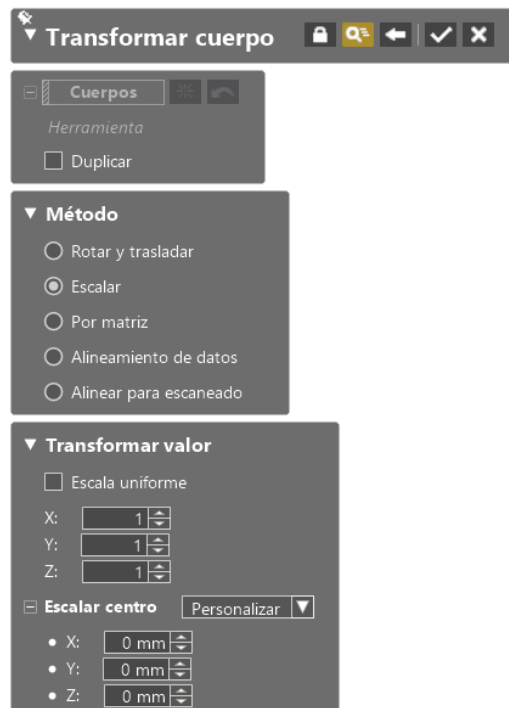 Transformar cuerpo
Cuerpos
Herramienta
Duplicar
Método
Rotar y trasladar
Escalar
Por matriz
Alineamiento de datos
Alinear para escaneado
Transformar valor
Escala uniforme
X: 1
Y: 1
Z: 1
Escalar centro Personalizar
X: 0 mm
Y: 0 mm
Z: 0 mm